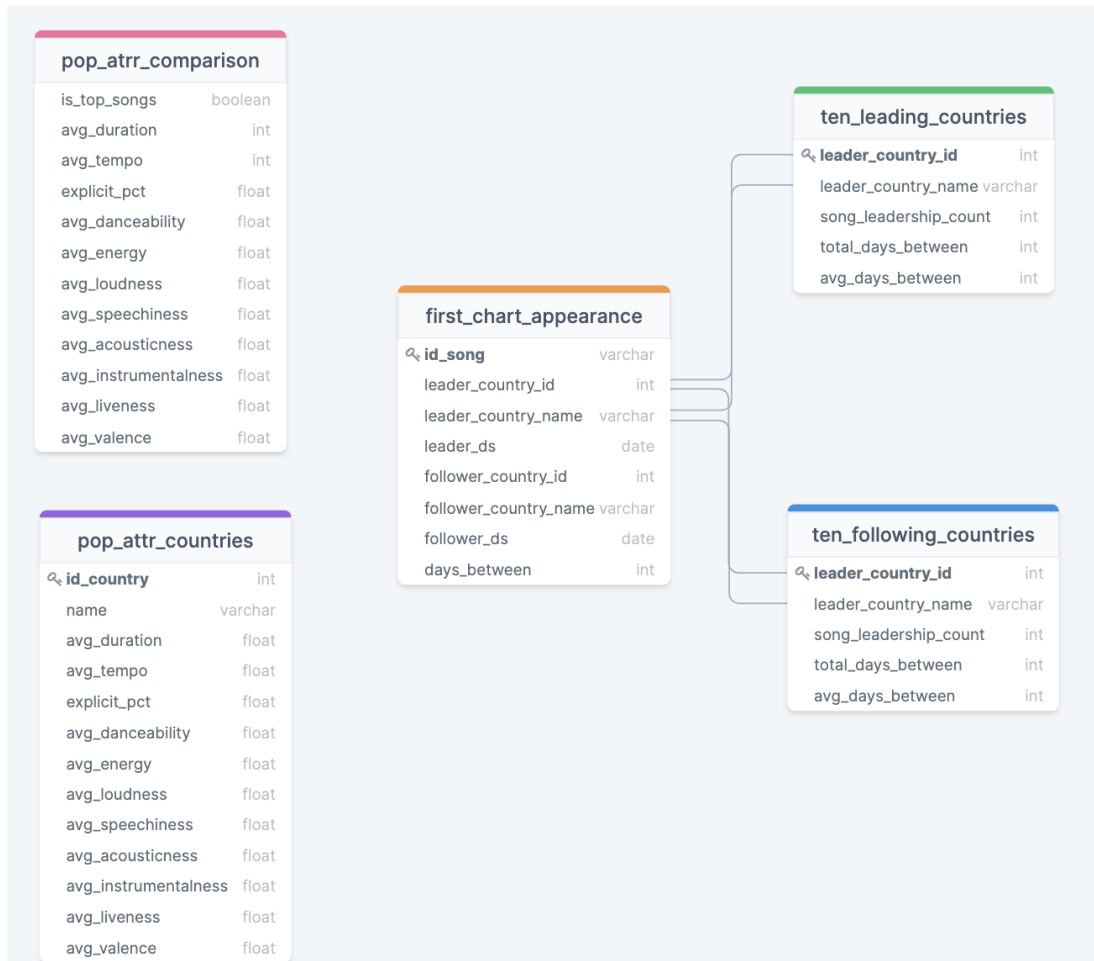 pop_atrr_comparison
is_top_songs boolean
avg_duration int
avg_tempo int
explicit_pct float
avg_danceability float
avg_energy float
avg_loudness float
avg_speechiness float
avg_acousticness float
avg_instrumentalness float
avg_liveness float
avg_valence float
pop_attr_countries
id_country int
name varchar
avg_duration float
avg_tempo float
explicit_pct float
avg_danceability float
avg_energy float
avg_loudness float
avg_speechiness float
avg_acousticness float
avg_instrumentalness float
avg_liveness float
avg_valence float
first_chart_appearance
id_song varchar
leader_country_id int
leader_country_name varchar
leader_ds date
follower_country_id int
follower_country_name varchar
follower_ds date
days_between int
ten_leading_countries
leader_country_id int
leader_country_name varchar
song_leadership_count int
total_days_between int
avg_days_between int
ten_following_countries
leader_country_id int
leader_country_name varchar
song_leadership_count int
total_days_between int
avg_days_between int